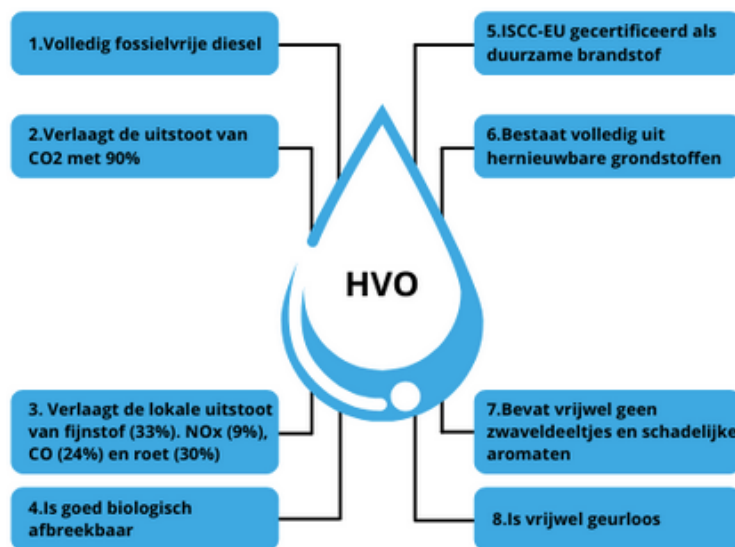 1.Volledig fossielvrije diesel
2.Verlaagt de uitstoot van
CO2 met 90%
3. Verlaagt de lokale uitstoot
van fijnstof (33%). NOx (9%),
CO (24%) en roet (30%)
4.Is goed biologisch
afbreekbaar
HVO
5.ISCC-EU gecertificeerd als
duurzame brandstof
6.Bestaat volledig uit
hernieuwbare grondstoffen
7.Bevat vrijwel geen
zwaveldeeltjes en schadelijke
aromaten
8.Is vrijwel geurloos